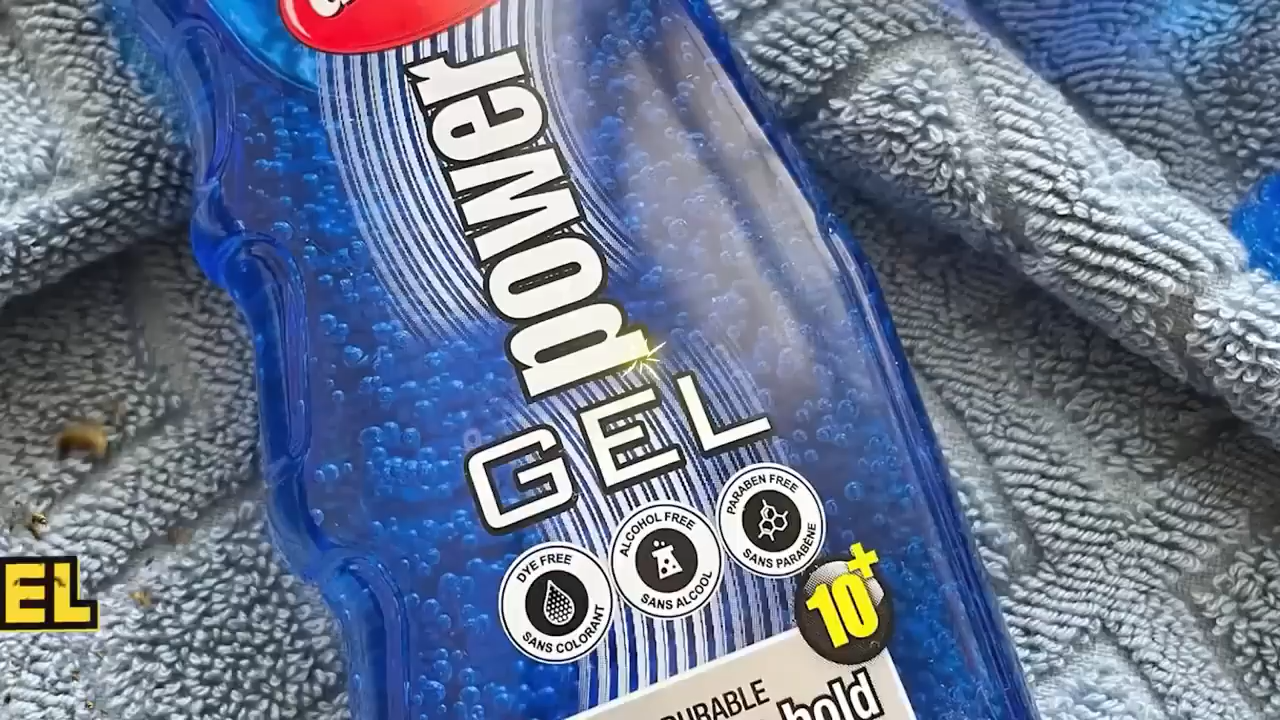 power
GEL
DYE FREE
SANS COLORANT
ALCOHOL FREE
SANS ALCOOL
PARABEN FREE
SANS PARABÈNE
10+
EL
DURABLE
hold